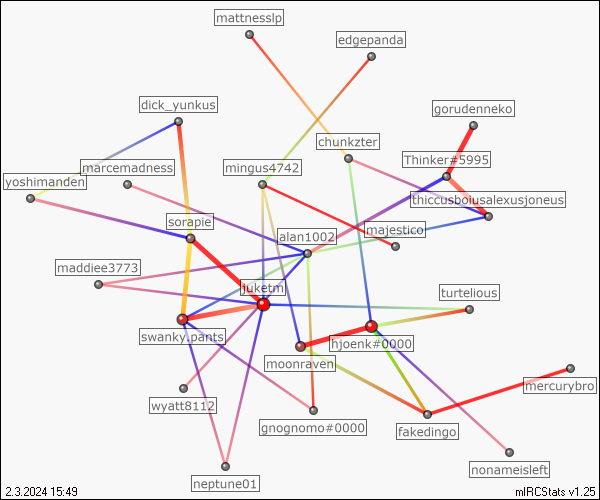 mattnesslp
edgepanda
dick_yunkus
gorudenneko
chunkzter
Thinker#5995
marcemadness
mingus4742
yoshimanden
thiccusboiusalexusjoneus
sorapie
majestico
alan1002
maddiee3773
juketm
turtelious
swanky.pants
hjoenk#0000
moonraven
mercurybro
wyatt8112
gnognomo#0000
fakedingo
nonameisleft
neptune01
2.3.2024 15:49
mIRCStats v1.25